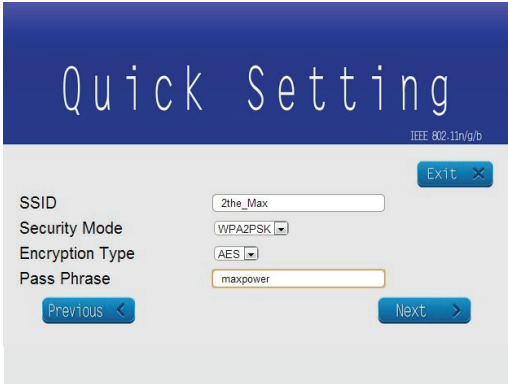 Quick Setting
IEEE 802.11n/g/b
Exit
SSID 2the_Max
Security Mode WPA2PSK
Encryption Type AES
Pass Phrase maxpower
Previous Next